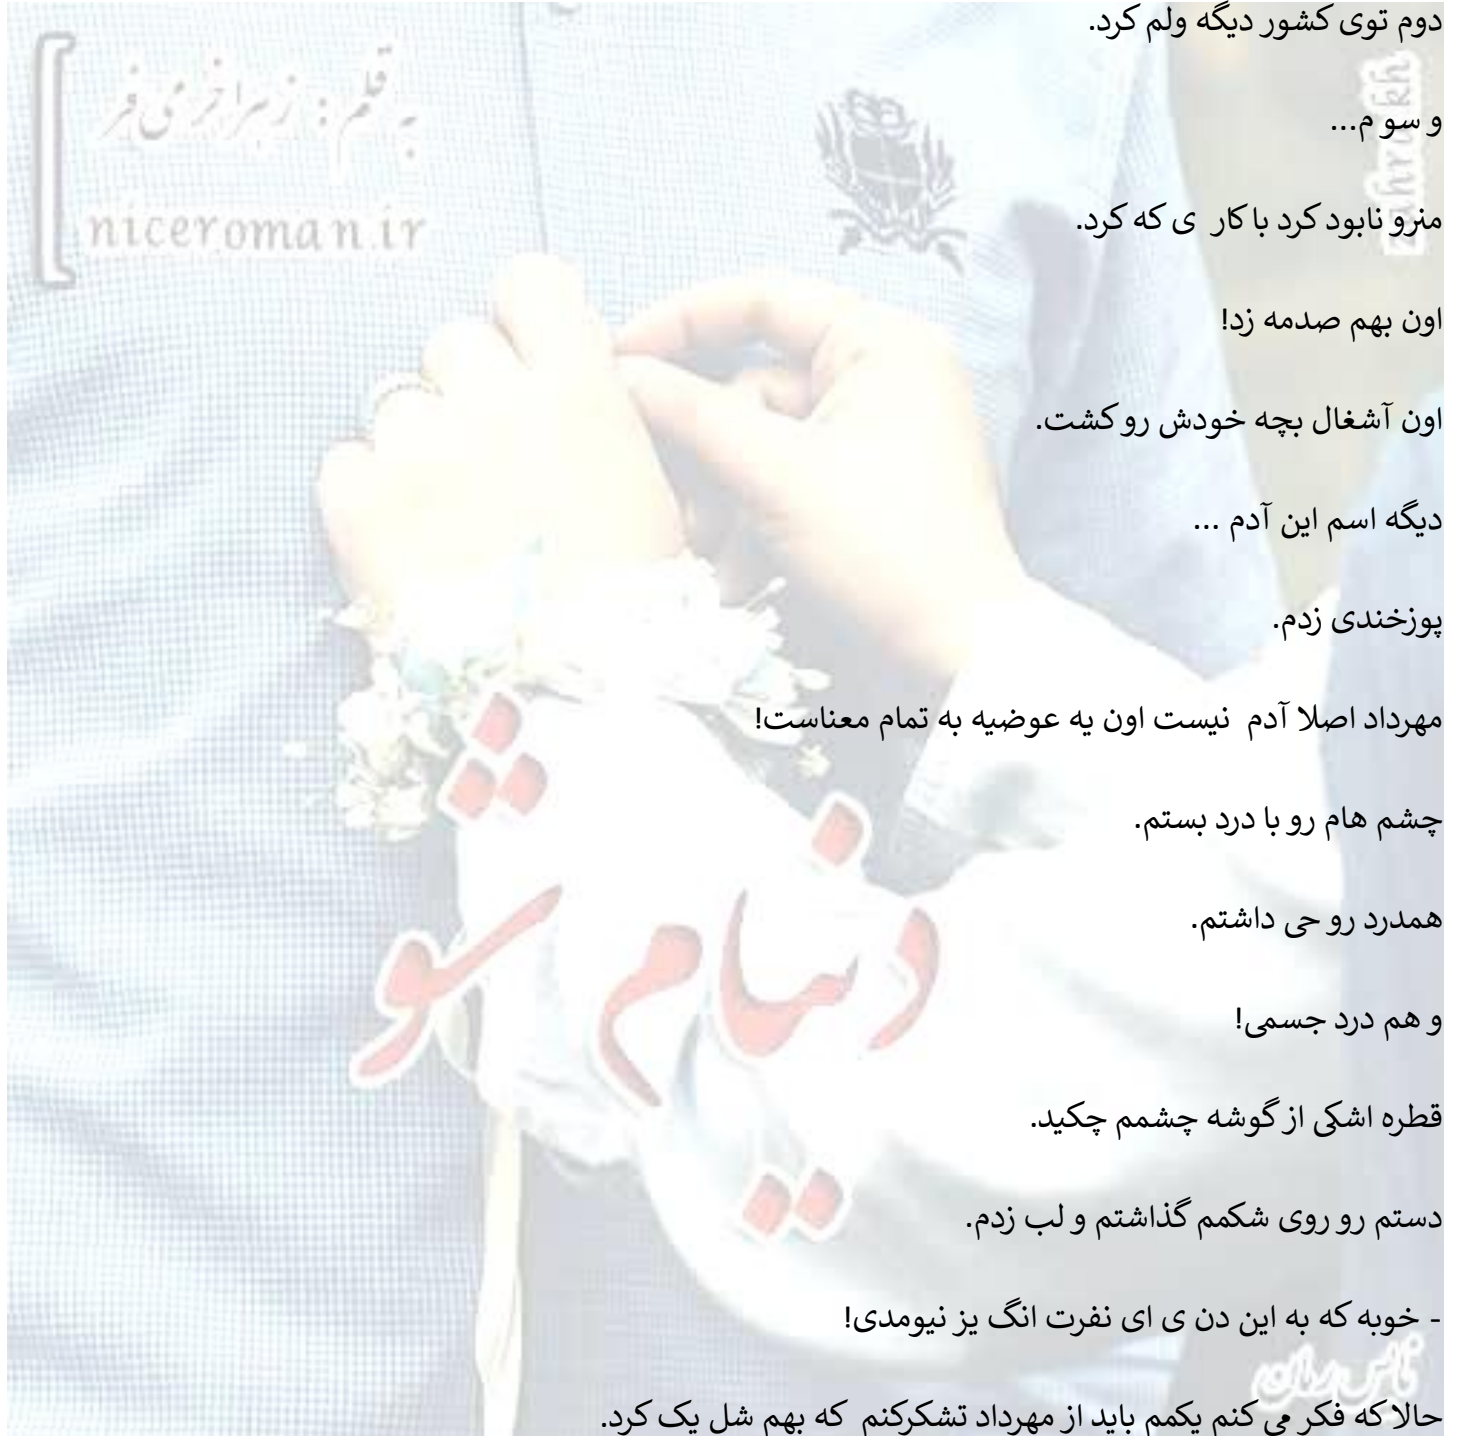 دوم توی کشور دیگه ولم کرد.
به قلم : زهرا خرمی فر
niceroman.ir
و سو م...
منرو نابود کرد با کار ی که کرد.
اون بهم صدمه زد!
اون آشغال بچه خودش رو کشت.
دیگه اسم این آدم ...
پوزخندی زدم.
مهرداد اصلا آدم نیست اون یه عوضیه به تمام معناست!
چشم هام رو با درد بستم.
همدرد رو حی داشتم.
دنیام شو
و هم درد جسمی!
قطره اشکی از گوشه چشمم چکید.
دستم رو روی شکمم گذاشتم و لب زدم.
- خوبه که به این دن ی ای نفرت انگ یز نیومدی!
نایس رمان
حالا که فکر می کنم یکمم باید از مهرداد تشکرکنم که بهم شل یک کرد.